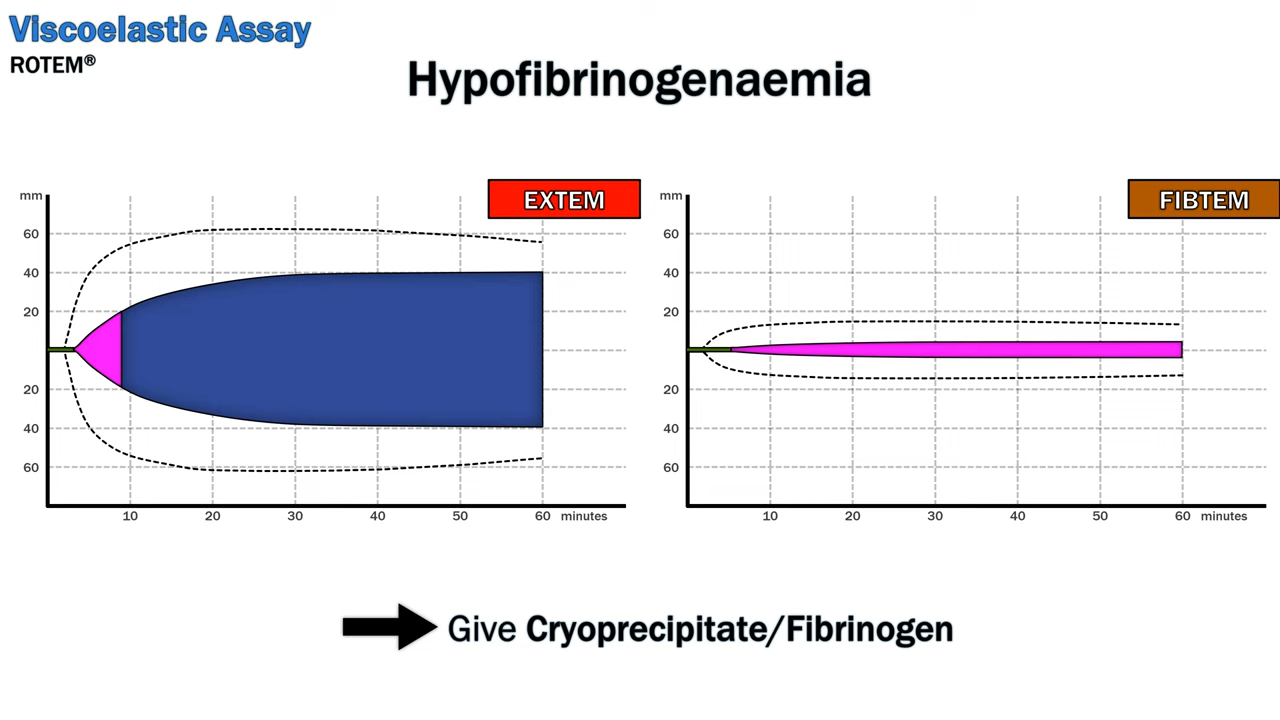 Viscoelastic Assay
ROTEM®
Hypofibrinogenaemia
EXTEM
mm
60
40
20
20
40
60
10 20 30 40 50 60 minutes
FIBTEM
mm
60
40
20
20
40
60
10 20 30 40 50 60 minutes
Give Cryoprecipitate/Fibrinogen